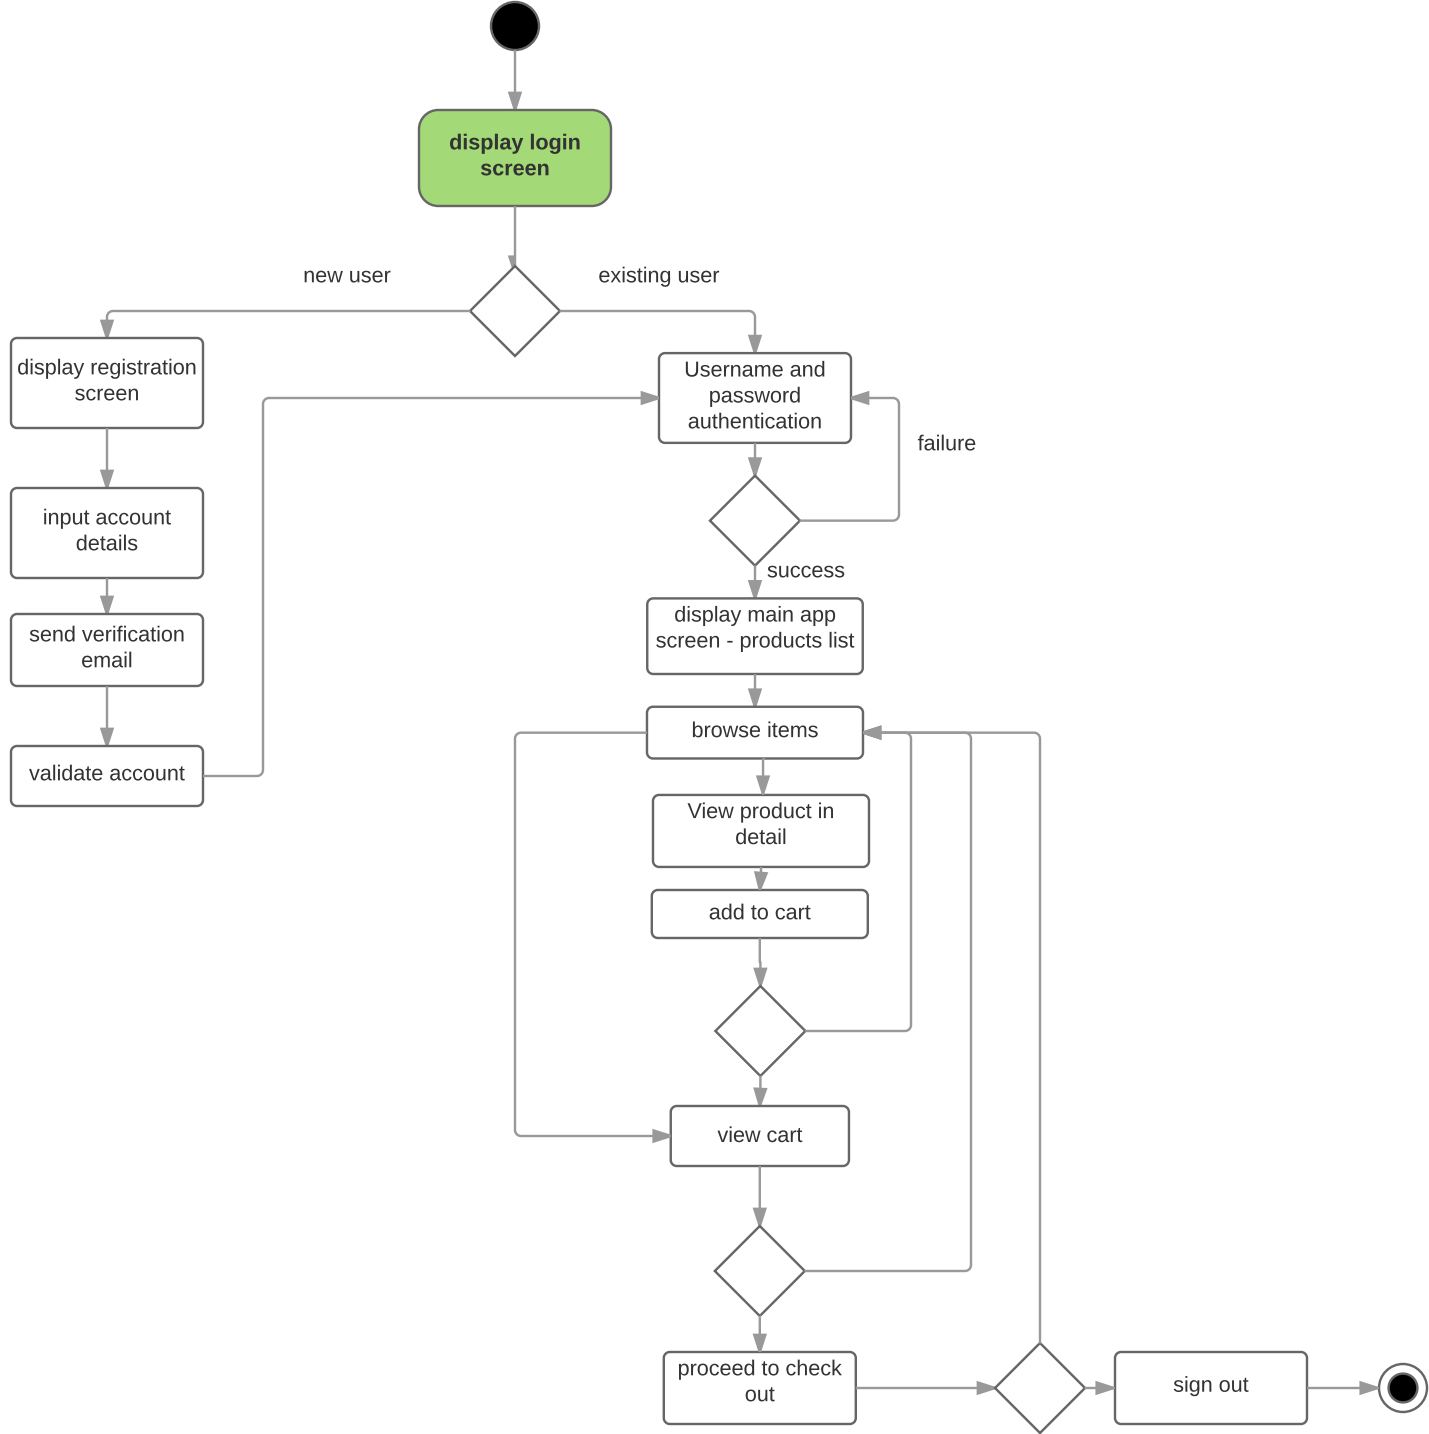 display login
screen
new user
existing user
display registration
screen
Username and
password
authentication
failure
input account
details
success
display main app
screen - products list
send verification
email
browse items
validate account
View product in
detail
add to cart
view cart
proceed to check
out
sign out